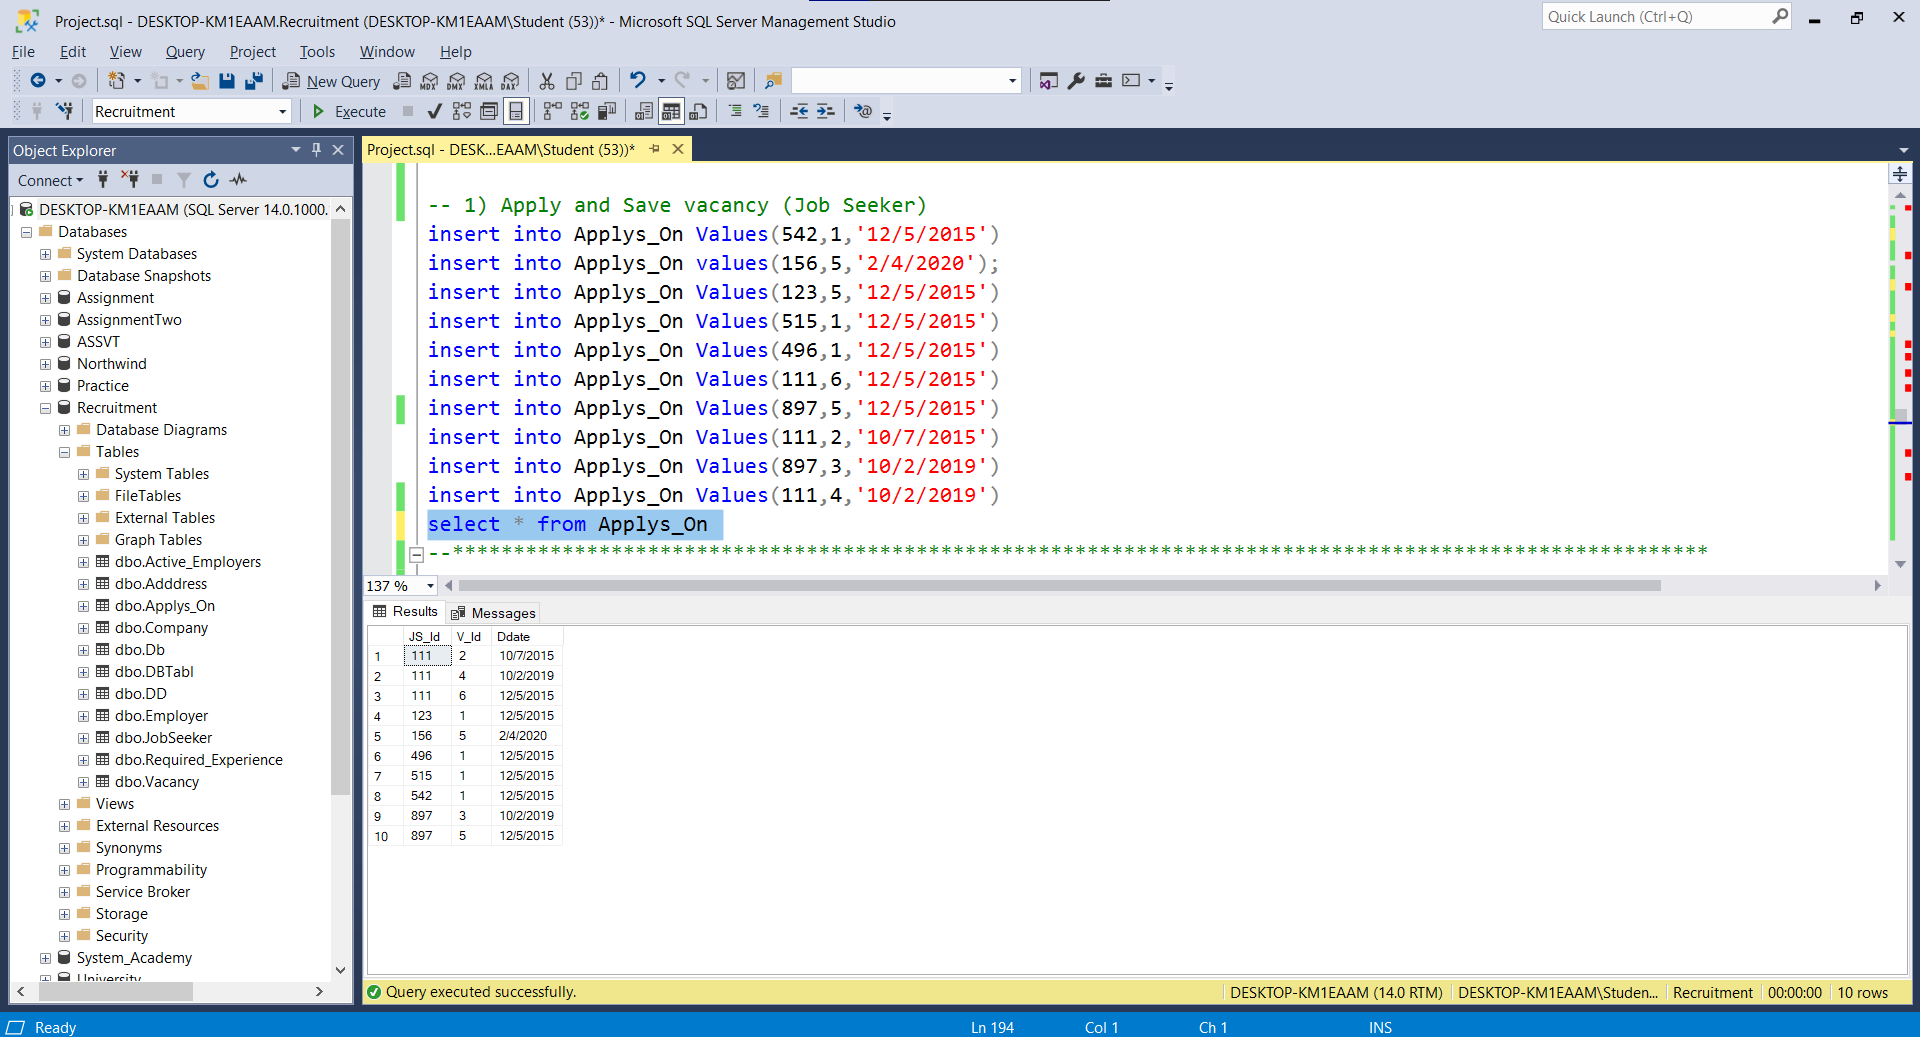 Project.sql - DESKTOP-KM1EAAM.Recruitment (DESKTOP-KM1EAAM\Student (53))* - Microsoft SQL Server Management Studio
Quick Launch (Ctrl+Q)
File Edit View Query Project Tools Window Help
New Query MDX DMX XMLA DAX
Recruitment Execute
Object Explorer
Connect
DESKTOP-KM1EAAM (SQL Server 14.0.1000.
Databases
System Databases
Database Snapshots
Assignment
AssignmentTwo
ASSVT
Northwind
Practice
Recruitment
Database Diagrams
Tables
System Tables
FileTables
External Tables
Graph Tables
dbo.Active_Employers
dbo.Adddress
dbo.Applys_On
dbo.Company
dbo.Db
dbo.DBTabl
dbo.DD
dbo.Employer
dbo.JobSeeker
dbo.Required_Experience
dbo.Vacancy
Views
External Resources
Synonyms
Programmability
Service Broker
Storage
Security
System_Academy
University
Project.sql - DESK...EAAM\Student (53))*
-- 1) Apply and Save vacancy (Job Seeker)
insert into Applys_On Values(542,1,'12/5/2015')
insert into Applys_On values(156,5,'2/4/2020');
insert into Applys_On Values(123,5,'12/5/2015')
insert into Applys_On Values(515,1,'12/5/2015')
insert into Applys_On Values(496,1,'12/5/2015')
insert into Applys_On Values(111,6,'12/5/2015')
insert into Applys_On Values(897,5,'12/5/2015')
insert into Applys_On Values(111,2,'10/7/2015')
insert into Applys_On Values(897,3,'10/2/2019')
insert into Applys_On Values(111,4,'10/2/2019')
select * from Applys_On
--*******************************************************************************************************
137 %
Results Messages
JS_Id V_Id Ddate
1 111 2 10/7/2015
2 111 4 10/2/2019
3 111 6 12/5/2015
4 123 1 12/5/2015
5 156 5 2/4/2020
6 496 1 12/5/2015
7 515 1 12/5/2015
8 542 1 12/5/2015
9 897 3 10/2/2019
10 897 5 12/5/2015
Query executed successfully. DESKTOP-KM1EAAM (14.0 RTM) DESKTOP-KM1EAAM\Studen... Recruitment 00:00:00 10 rows
Ready Ln 194 Col 1 Ch 1 INS